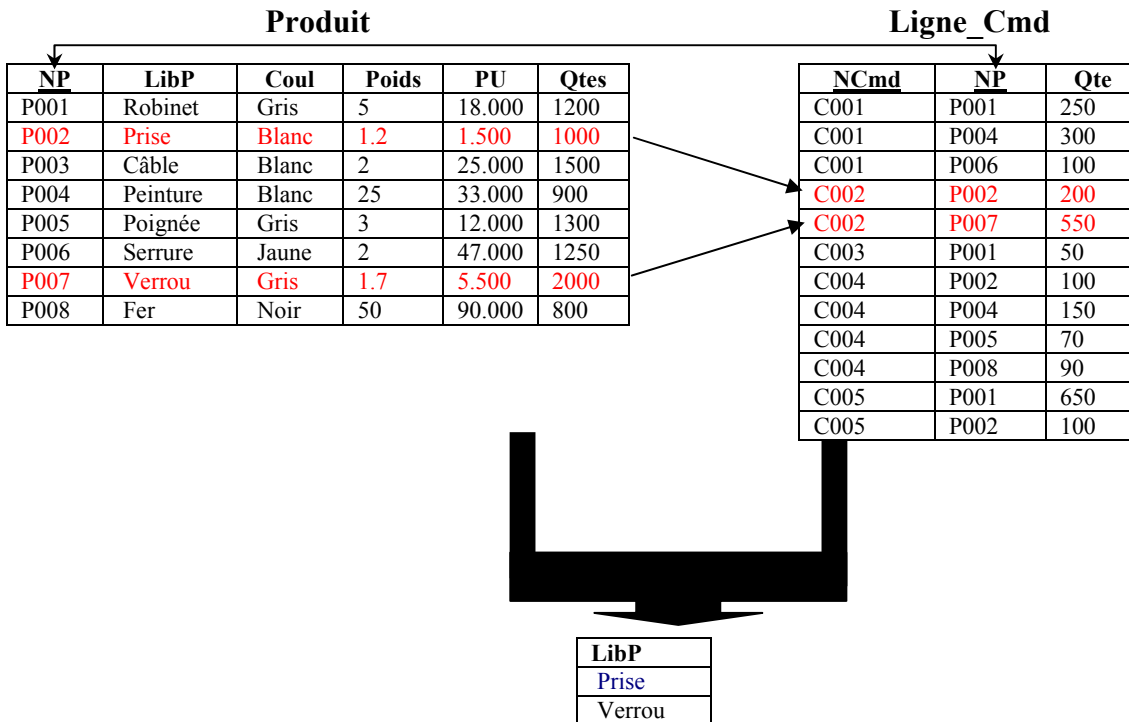 Produit
NP LibP Coul Poids PU Qtes
P001 Robinet Gris 5 18.000 1200
P002 Prise Blanc 1.2 1.500 1000
P003 Câble Blanc 2 25.000 1500
P004 Peinture Blanc 25 33.000 900
P005 Poignée Gris 3 12.000 1300
P006 Serrure Jaune 2 47.000 1250
P007 Verrou Gris 1.7 5.500 2000
P008 Fer Noir 50 90.000 800
Ligne_Cmd
NCmd NP Qte
C001 P001 250
C001 P004 300
C001 P006 100
C002 P002 200
C002 P007 550
C003 P001 50
C004 P002 100
C004 P004 150
C004 P005 70
C004 P008 90
C005 P001 650
C005 P002 100
LibP
Prise
Verrou